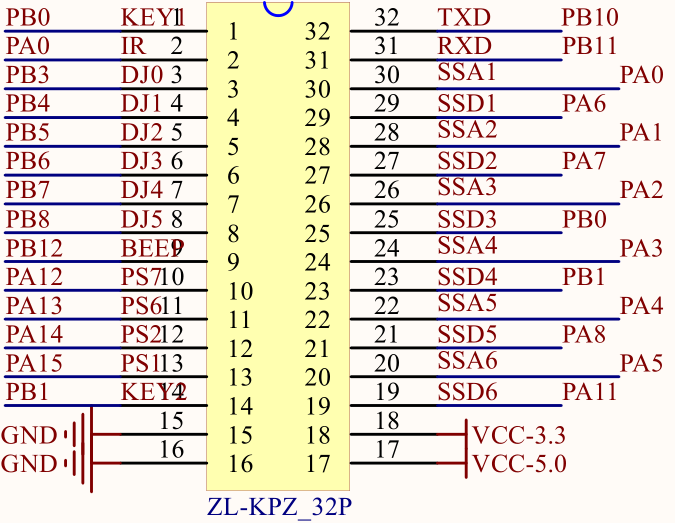 PB0 KEY1 1 1 32 32 TXD PB10
PA0 IR 2 2 31 31 RXD PB11
PB3 DJ0 3 3 30 30 SSA1 PA0
PB4 DJ1 4 4 29 29 SSD1 PA6
PB5 DJ2 5 5 28 28 SSA2 PA1
PB6 DJ3 6 6 27 27 SSD2 PA7
PB7 DJ4 7 7 26 26 SSA3 PA2
PB8 DJ5 8 8 25 25 SSD3 PB0
PB12 BEEP 9 9 24 24 SSA4 PA3
PA12 PS7 10 10 23 23 SSD4 PB1
PA13 PS6 11 11 22 22 SSA5 PA4
PA14 PS2 12 12 21 21 SSD5 PA8
PA15 PS1 13 13 20 20 SSA6 PA5
PB1 KEY2 14 14 19 19 SSD6 PA11
GND 15 15 18 18 VCC-3.3
GND 16 16 17 17 VCC-5.0
ZL-KPZ_32P